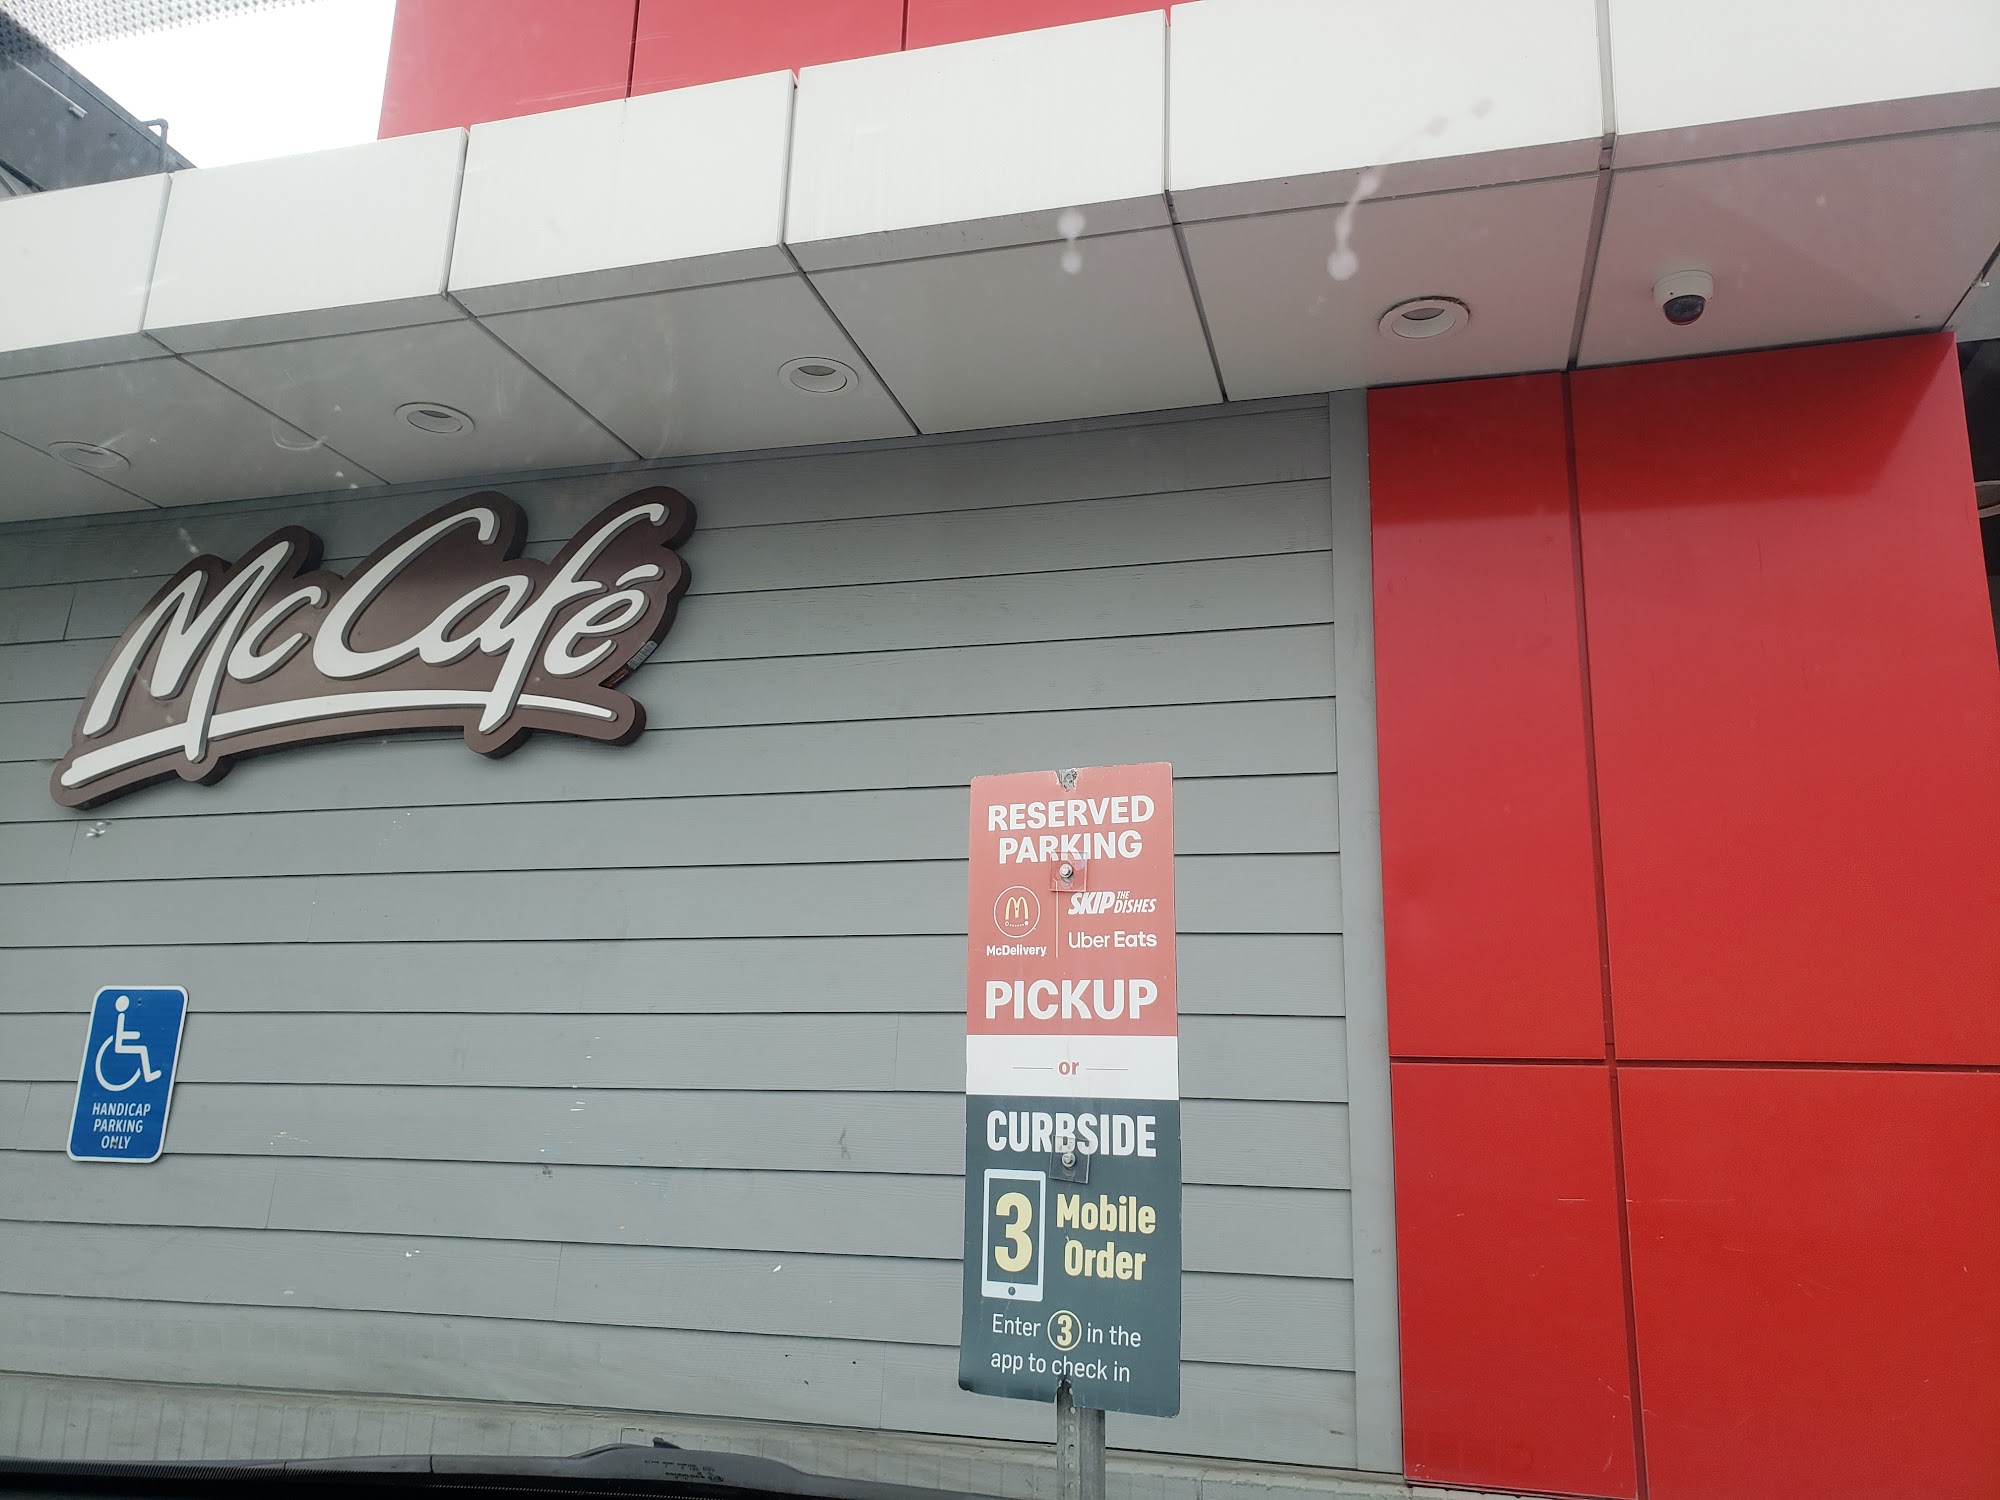 McCafé
RESERVED
PARKING
McDelivery
SKIP THE DISHES
Uber Eats
PICKUP
or
CURBSIDE
3
Mobile
Order
Enter 3 in the
app to check in
HANDICAP
PARKING
ONLY